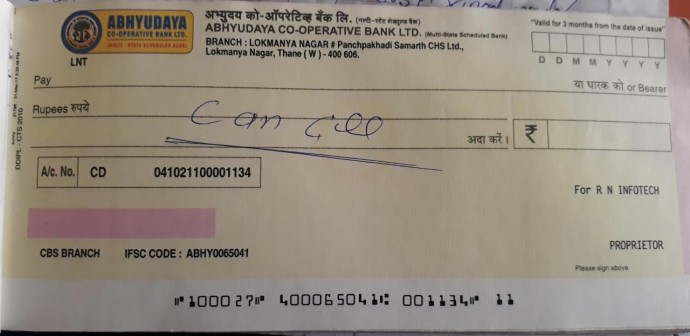 ABHYUDAYA
CO-OPERATIVE BANK LTD.
(MULTI-STATE SCHEDULED BANK)
LNT
अभ्युदय को-ऑपरेटिव्ह बँक लि. (मल्टी-स्टेट शेड्युल्ड बँक)
ABHYUDAYA CO-OPERATIVE BANK LTD. (Multi-State Scheduled Bank)
BRANCH : LOKMANYA NAGAR # Panchpakhadi Samarth CHS Ltd.,
Lokmanya Nagar, Thane ( W ) - 400 606.
"Valid for 3 months from the date of issue"
D D M M Y Y Y Y
Pay
या धारक को or Bearer
Rupees रुपये
अदा करें।
₹
A/c. No. CD 041021100001134
For R N INFOTECH
CBS BRANCH IFSC CODE : ABHY0065041
PROPRIETOR
Please sign above
DDIPL - CTS 2010
⑈100027⑈ 400065041⑆ 001134⑈ 11